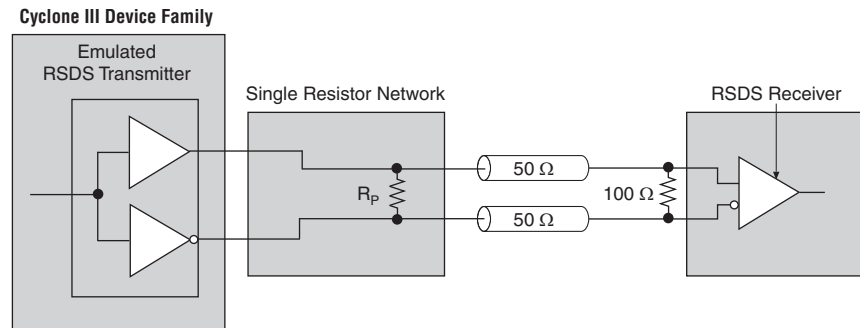 Cyclone III Device Family
Emulated
RSDS Transmitter
Single Resistor Network
RSDS Receiver
50 Ω
R_P
100 Ω
50 Ω